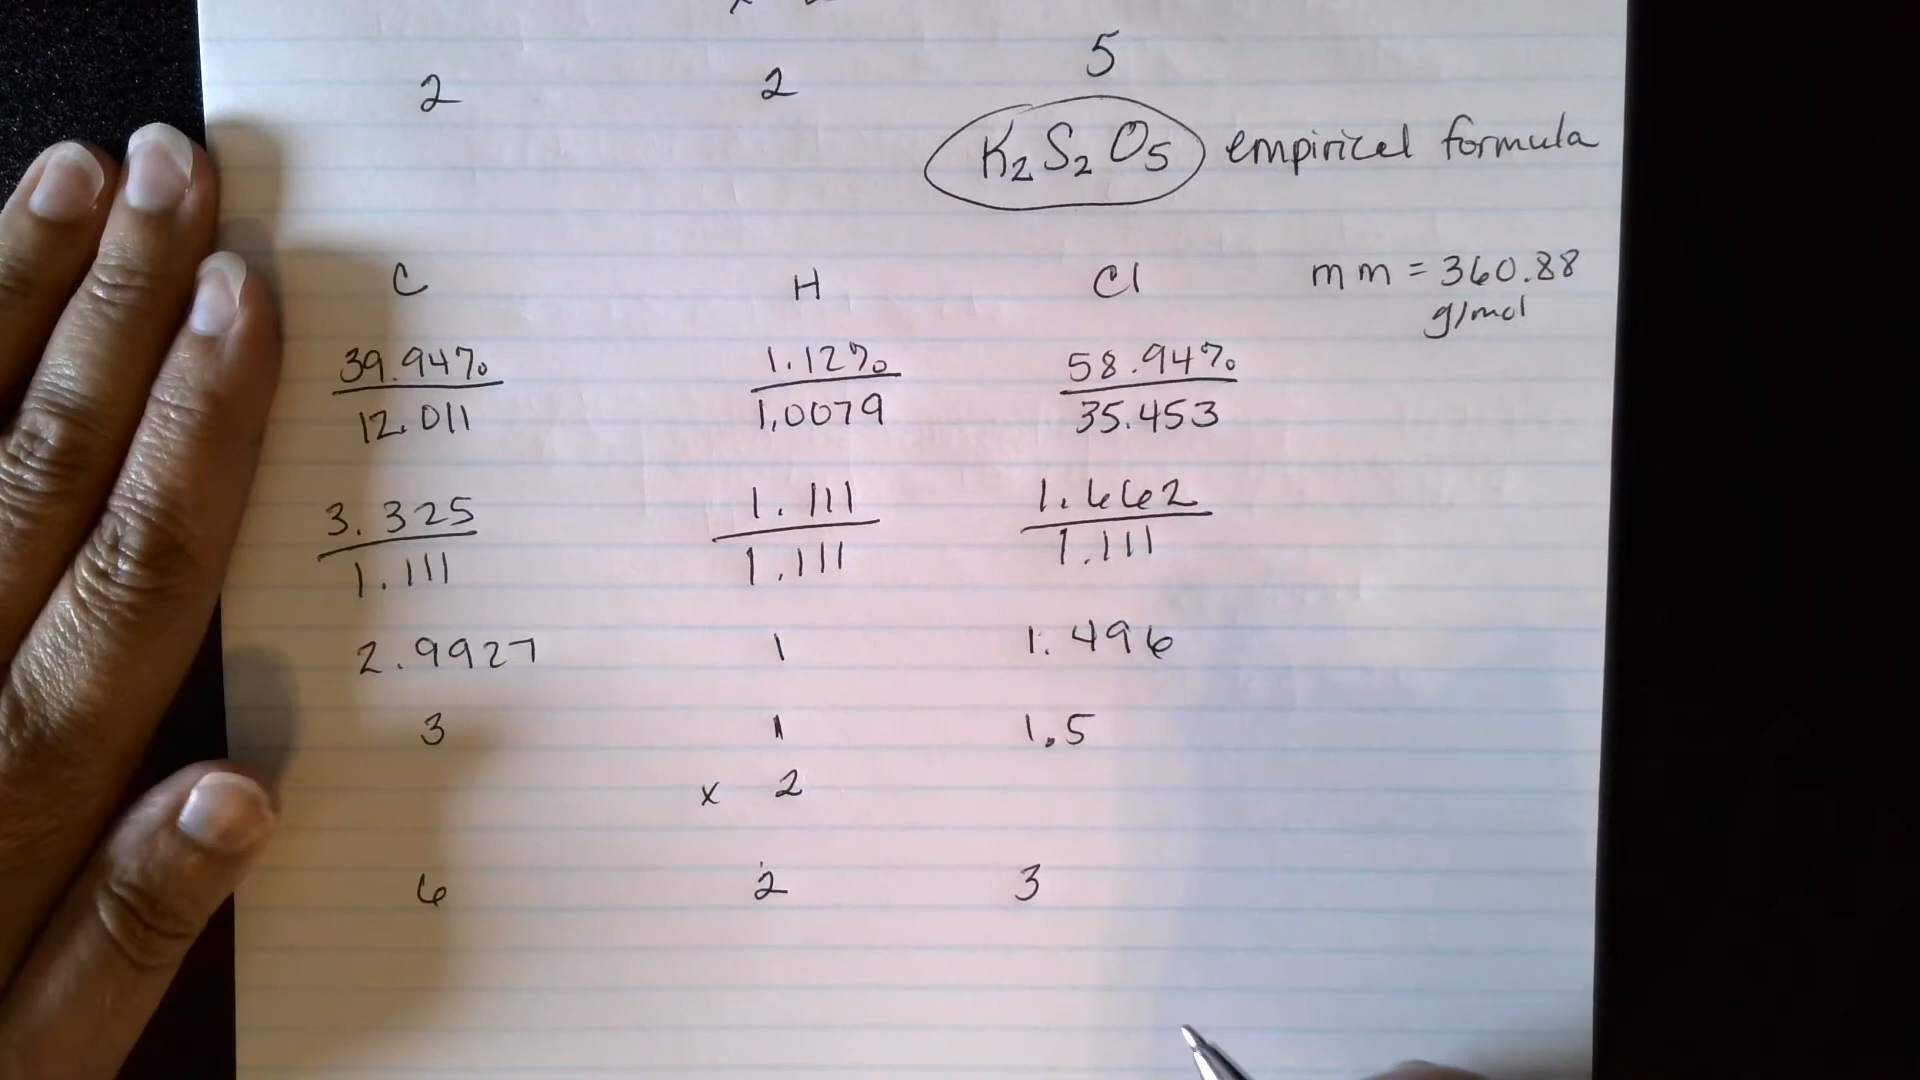 5
2 2
K2S2O5 empirical formula
C H Cl mm = 360.88
g/mol
39.94% 1.12% 58.94%
12.011 1.0079 35.453
3.325 1.111 1.662
1.111 1.111 1.111
2.9927 1 1.496
3 1 1.5
x 2
6 2 3